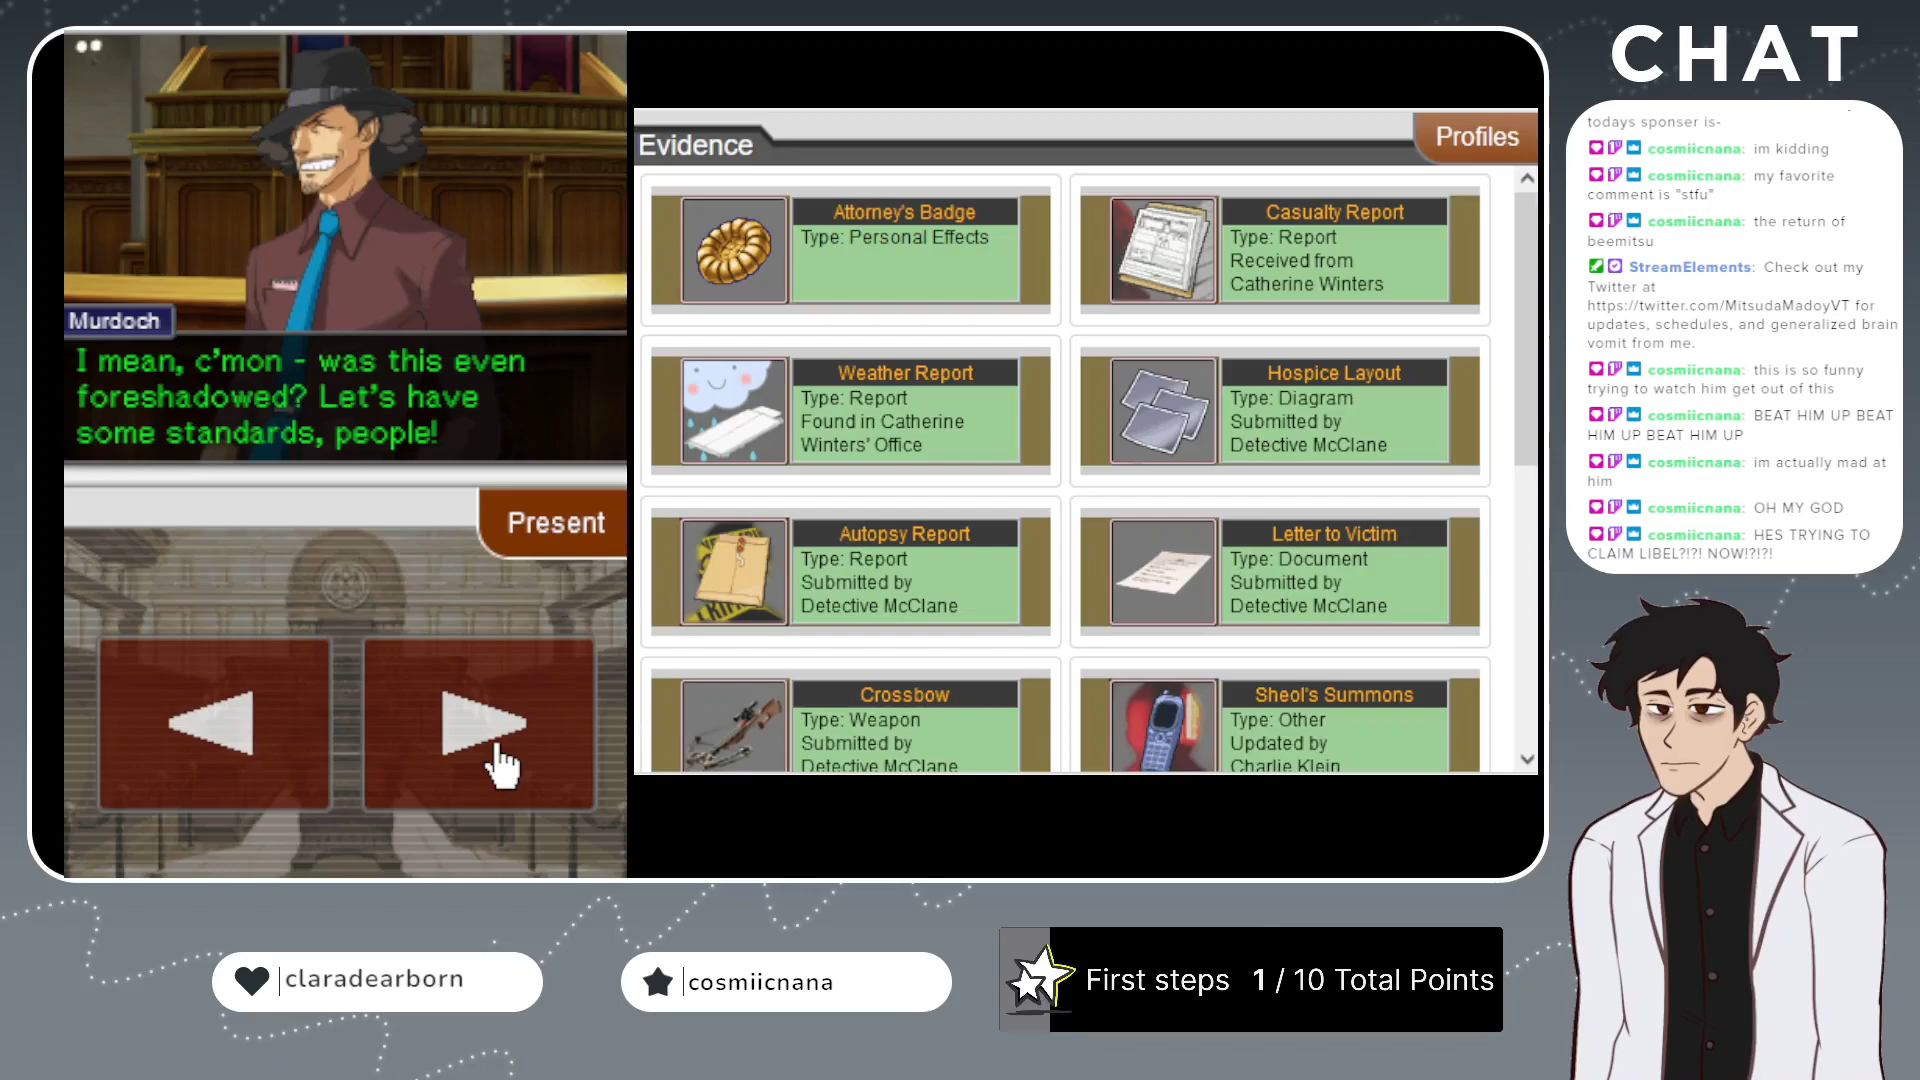 Murdoch
I mean, c'mon - was this even
foreshadowed? Let's have
some standards, people!
Present
Evidence
Profiles
Attorney's Badge
Type: Personal Effects
Casualty Report
Type: Report
Received from
Catherine Winters
Weather Report
Type: Report
Found in Catherine
Winters' Office
Hospice Layout
Type: Diagram
Submitted by
Detective McClane
Autopsy Report
Type: Report
Submitted by
Detective McClane
Letter to Victim
Type: Document
Submitted by
Detective McClane
Crossbow
Type: Weapon
Submitted by
Detective McClane
Sheol's Summons
Type: Other
Updated by
Charlie Klein
CHAT
todays sponser is-
cosmiicnana: im kidding
cosmiicnana: my favorite
comment is "stfu"
cosmiicnana: the return of
beemitsu
StreamElements: Check out my
Twitter at
https://twitter.com/MitsudaMadoyVT for
updates, schedules, and generalized brain
vomit from me.
cosmiicnana: this is so funny
trying to watch him get out of this
cosmiicnana: BEAT HIM UP BEAT
HIM UP BEAT HIM UP
cosmiicnana: im actually mad at
him
cosmiicnana: OH MY GOD
cosmiicnana: HES TRYING TO
CLAIM LIBEL?!?! NOW!?!?!
claradearborn
cosmiicnana
First steps 1 / 10 Total Points